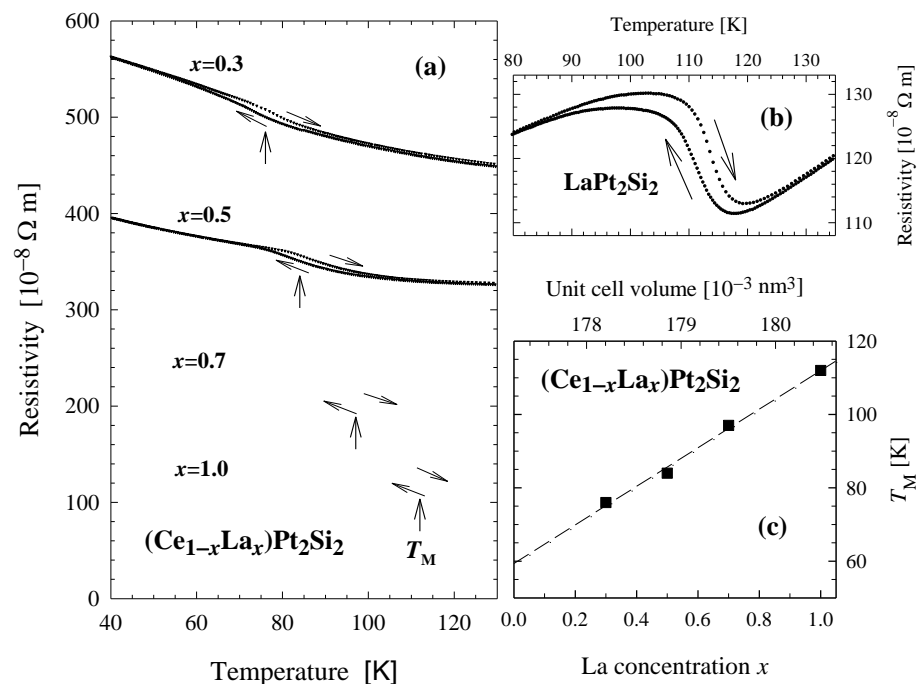 600
500
400
300
200
100
0
40
60
80
100
120
Resistivity [10⁻⁸ Ω m]
Temperature [K]
(a)
x=0.3
x=0.5
x=0.7
x=1.0
(Ce₁₋ₓLaₓ)Pt₂Si₂
T_M
Temperature [K]
80
90
100
110
120
130
130
120
110
Resistivity [10⁻⁸ Ω m]
(b)
LaPt₂Si₂
Unit cell volume [10⁻³ nm³]
178
179
180
(Ce₁₋ₓLaₓ)Pt₂Si₂
120
100
80
60
T_M [K]
(c)
0.0
0.2
0.4
0.6
0.8
1.0
La concentration x